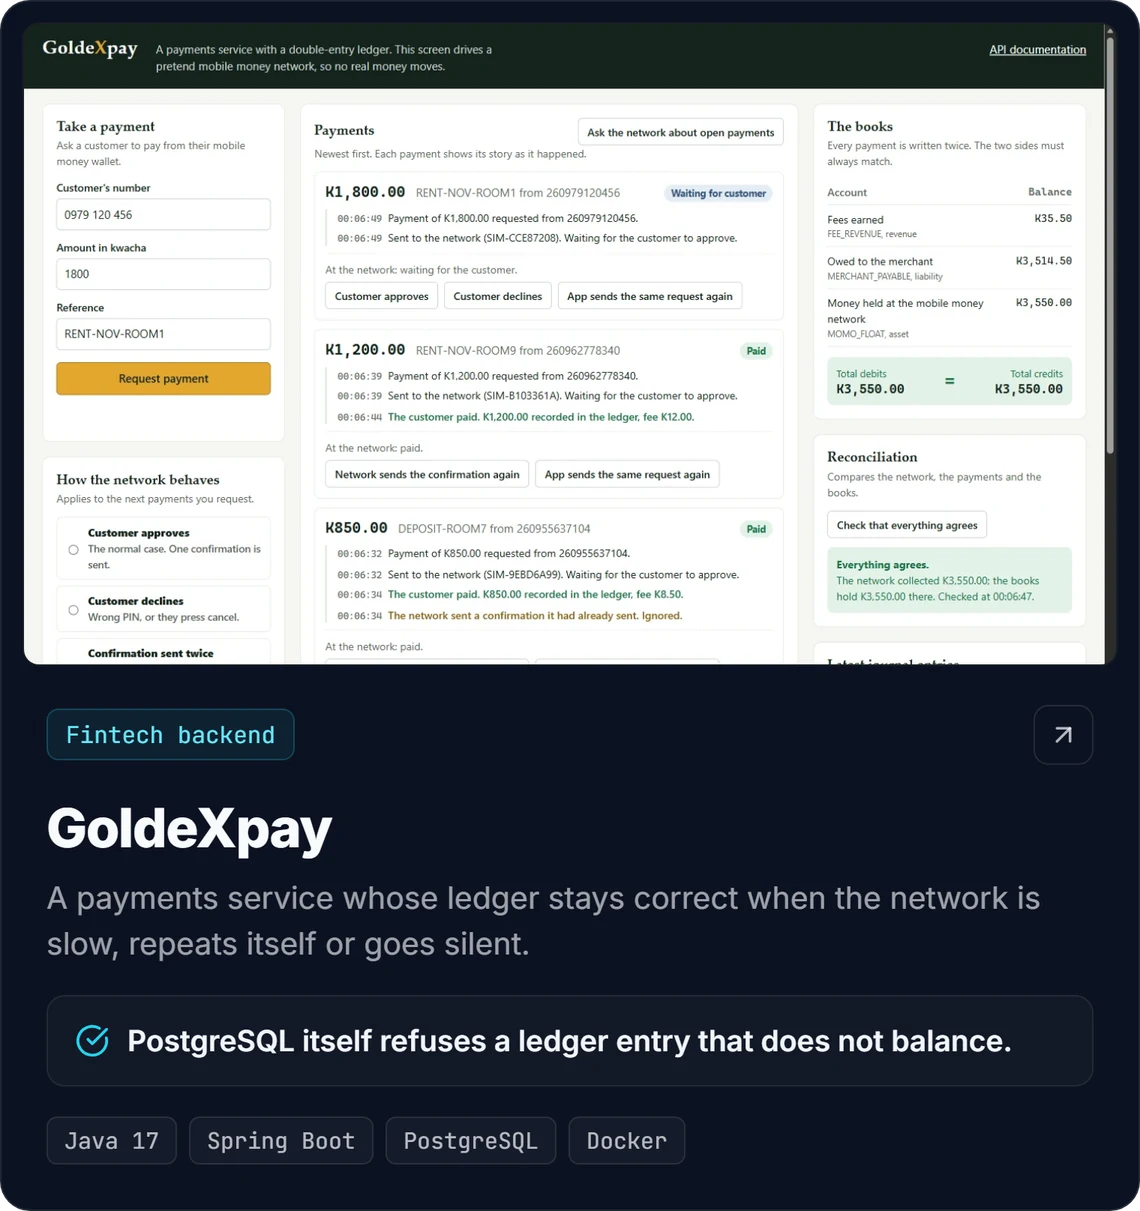 GoldeXpay
A payments service with a double-entry ledger. This screen drives a
pretend mobile money network, so no real money moves.
API documentation
Take a payment
Ask a customer to pay from their mobile
money wallet.
Customer's number
0979 120 456
Amount in kwacha
1800
Reference
RENT-NOV-ROOM1
Request payment
How the network behaves
Applies to the next payments you request.
Customer approves
The normal case. One confirmation is
sent.
Customer declines
Wrong PIN, or they press cancel.
Confirmation sent twice
Payments
Ask the network about open payments
Newest first. Each payment shows its story as it happened.
K1,800.00 RENT-NOV-ROOM1 from 260979120456 Waiting for customer
00:06:49 Payment of K1,800.00 requested from 260979120456.
00:06:49 Sent to the network (SIM-CCE87208). Waiting for the customer to approve.
At the network: waiting for the customer.
Customer approves Customer declines App sends the same request again
K1,200.00 RENT-NOV-ROOM9 from 260962778340 Paid
00:06:39 Payment of K1,200.00 requested from 260962778340.
00:06:39 Sent to the network (SIM-B103361A). Waiting for the customer to approve.
00:06:44 The customer paid. K1,200.00 recorded in the ledger, fee K12.00.
At the network: paid.
Network sends the confirmation again App sends the same request again
K850.00 DEPOSIT-ROOM7 from 260955637104 Paid
00:06:32 Payment of K850.00 requested from 260955637104.
00:06:32 Sent to the network (SIM-9EBD6A99). Waiting for the customer to approve.
00:06:34 The customer paid. K850.00 recorded in the ledger, fee K8.50.
00:06:34 The network sent a confirmation it had already sent. Ignored.
At the network: paid.
The books
Every payment is written twice. The two sides must
always match.
Account Balance
Fees earned K35.50
FEE_REVENUE, revenue
Owed to the merchant K3,514.50
MERCHANT_PAYABLE, liability
Money held at the mobile money K3,550.00
network
MOMO_FLOAT, asset
Total debits Total credits
K3,550.00 = K3,550.00
Reconciliation
Compares the network, the payments and the
books.
Check that everything agrees
Everything agrees.
The network collected K3,550.00; the books
hold K3,550.00 there. Checked at 00:06:47.
Latest journal entries
Fintech backend
GoldeXpay
A payments service whose ledger stays correct when the network is
slow, repeats itself or goes silent.
PostgreSQL itself refuses a ledger entry that does not balance.
Java 17 Spring Boot PostgreSQL Docker